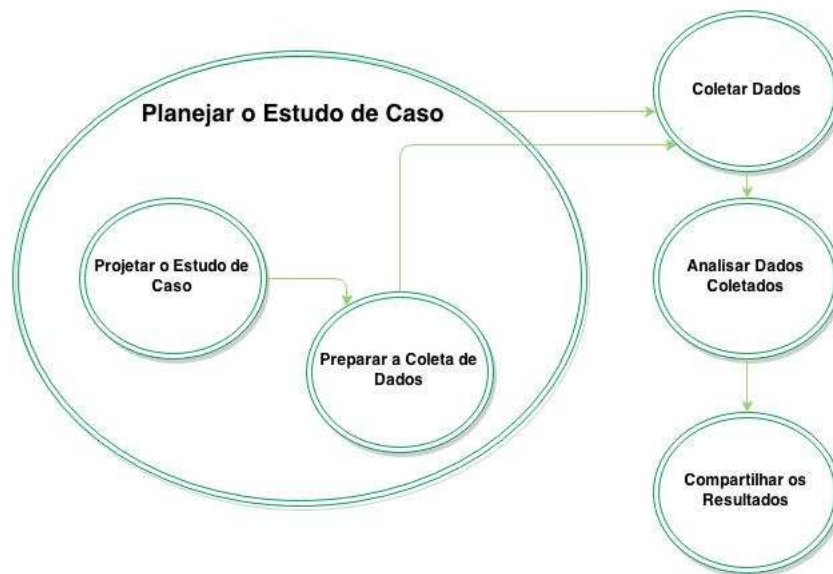 Planejar o Estudo de Caso
Projetar o Estudo de
Caso
Preparar a Coleta de
Dados
Coletar Dados
Analisar Dados
Coletados
Compartilhar os
Resultados